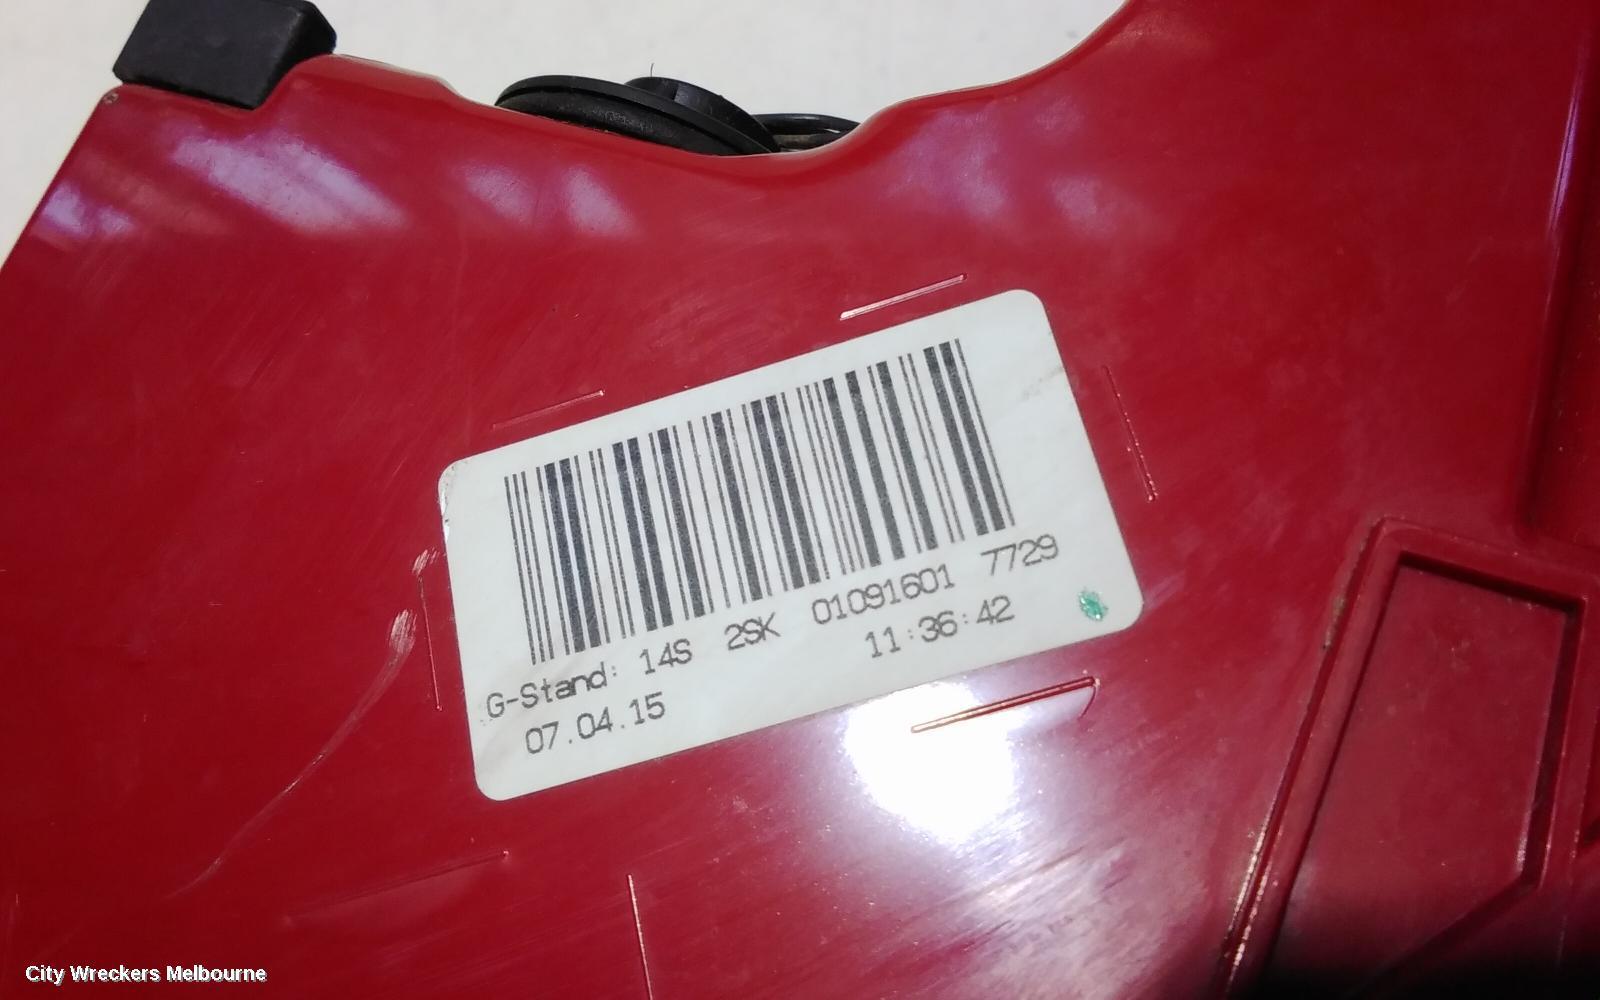 G-Stand: 14S 2SK 01091601 7729
07.04.15 11:36:42
City Wreckers Melbourne